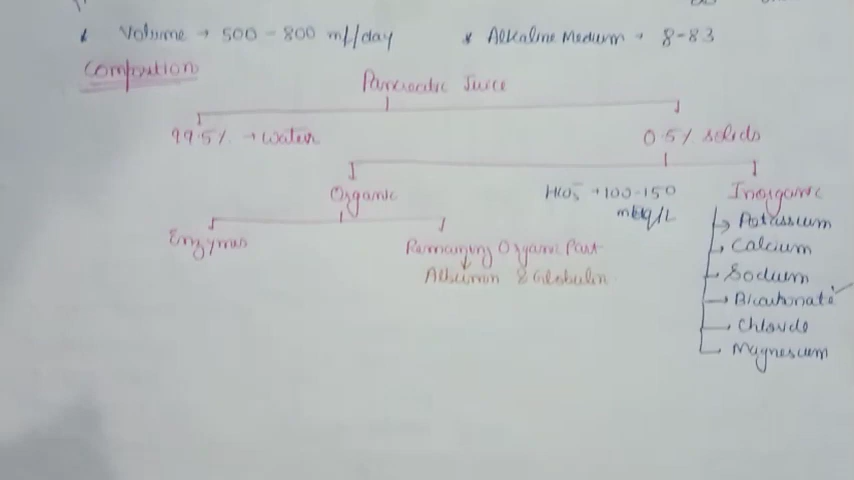 Volume → 500 - 800 ml/day * Alkaline Medium → 8-8.3
Composition
Pancreatic Juice
99.5% → Water 0.5% solids
Organic HCO3⁻ → 100-150 Inorganic
mEq/L
Enzymes Remaining Organic Part → Potassium
Albumin & Globulin → Calcium
→ Sodium
→ Bicarbonate ✓
→ Chloride
→ Magnesium